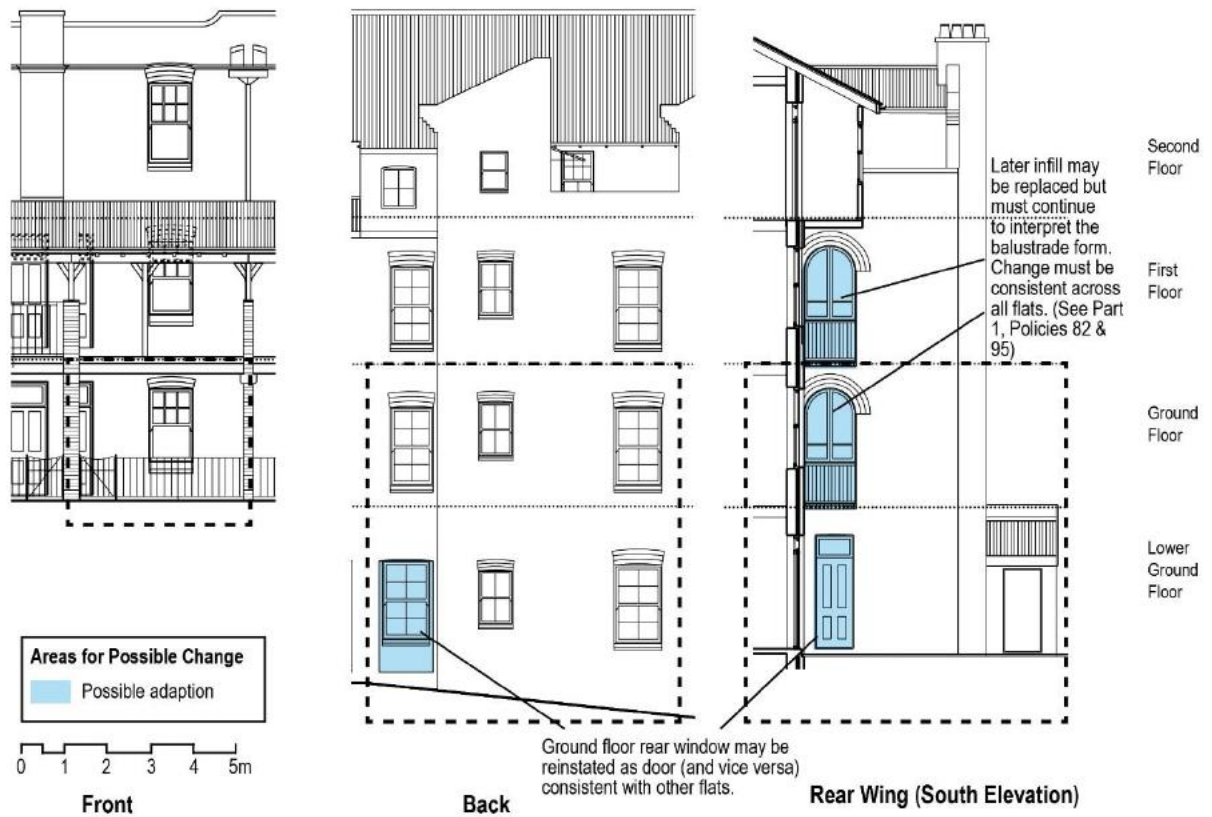 Second
Floor
Later infill may
be replaced but
must continue
to interpret the
balustrade form.
Change must be
consistent across
all flats. (See Part
1, Policies 82 &
95)
First
Floor
Ground
Floor
Lower
Ground
Floor
Areas for Possible Change
Possible adaption
0 1 2 3 4 5m
Ground floor rear window may be
reinstated as door (and vice versa)
consistent with other flats.
Front
Back
Rear Wing (South Elevation)